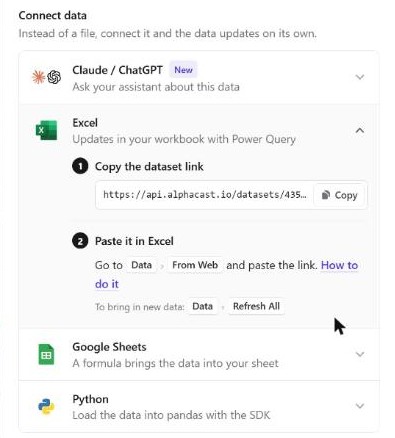 Connect data
Instead of a file, connect it and the data updates on its own.
Claude / ChatGPT New
Ask your assistant about this data
Excel
Updates in your workbook with Power Query
1 Copy the dataset link
https://api.alphacast.io/datasets/435… Copy
2 Paste it in Excel
Go to Data › From Web and paste the link. How to
do it
To bring in new data: Data › Refresh All
Google Sheets
A formula brings the data into your sheet
Python
Load the data into pandas with the SDK